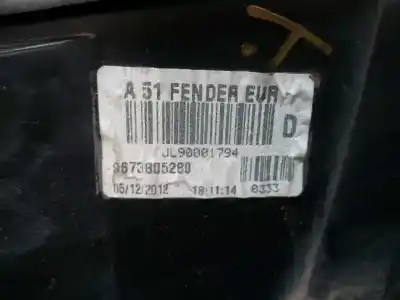 A 51 FENDER EUR
D
JL90001794
9673805280
05/12/2012 18:11:14 0333